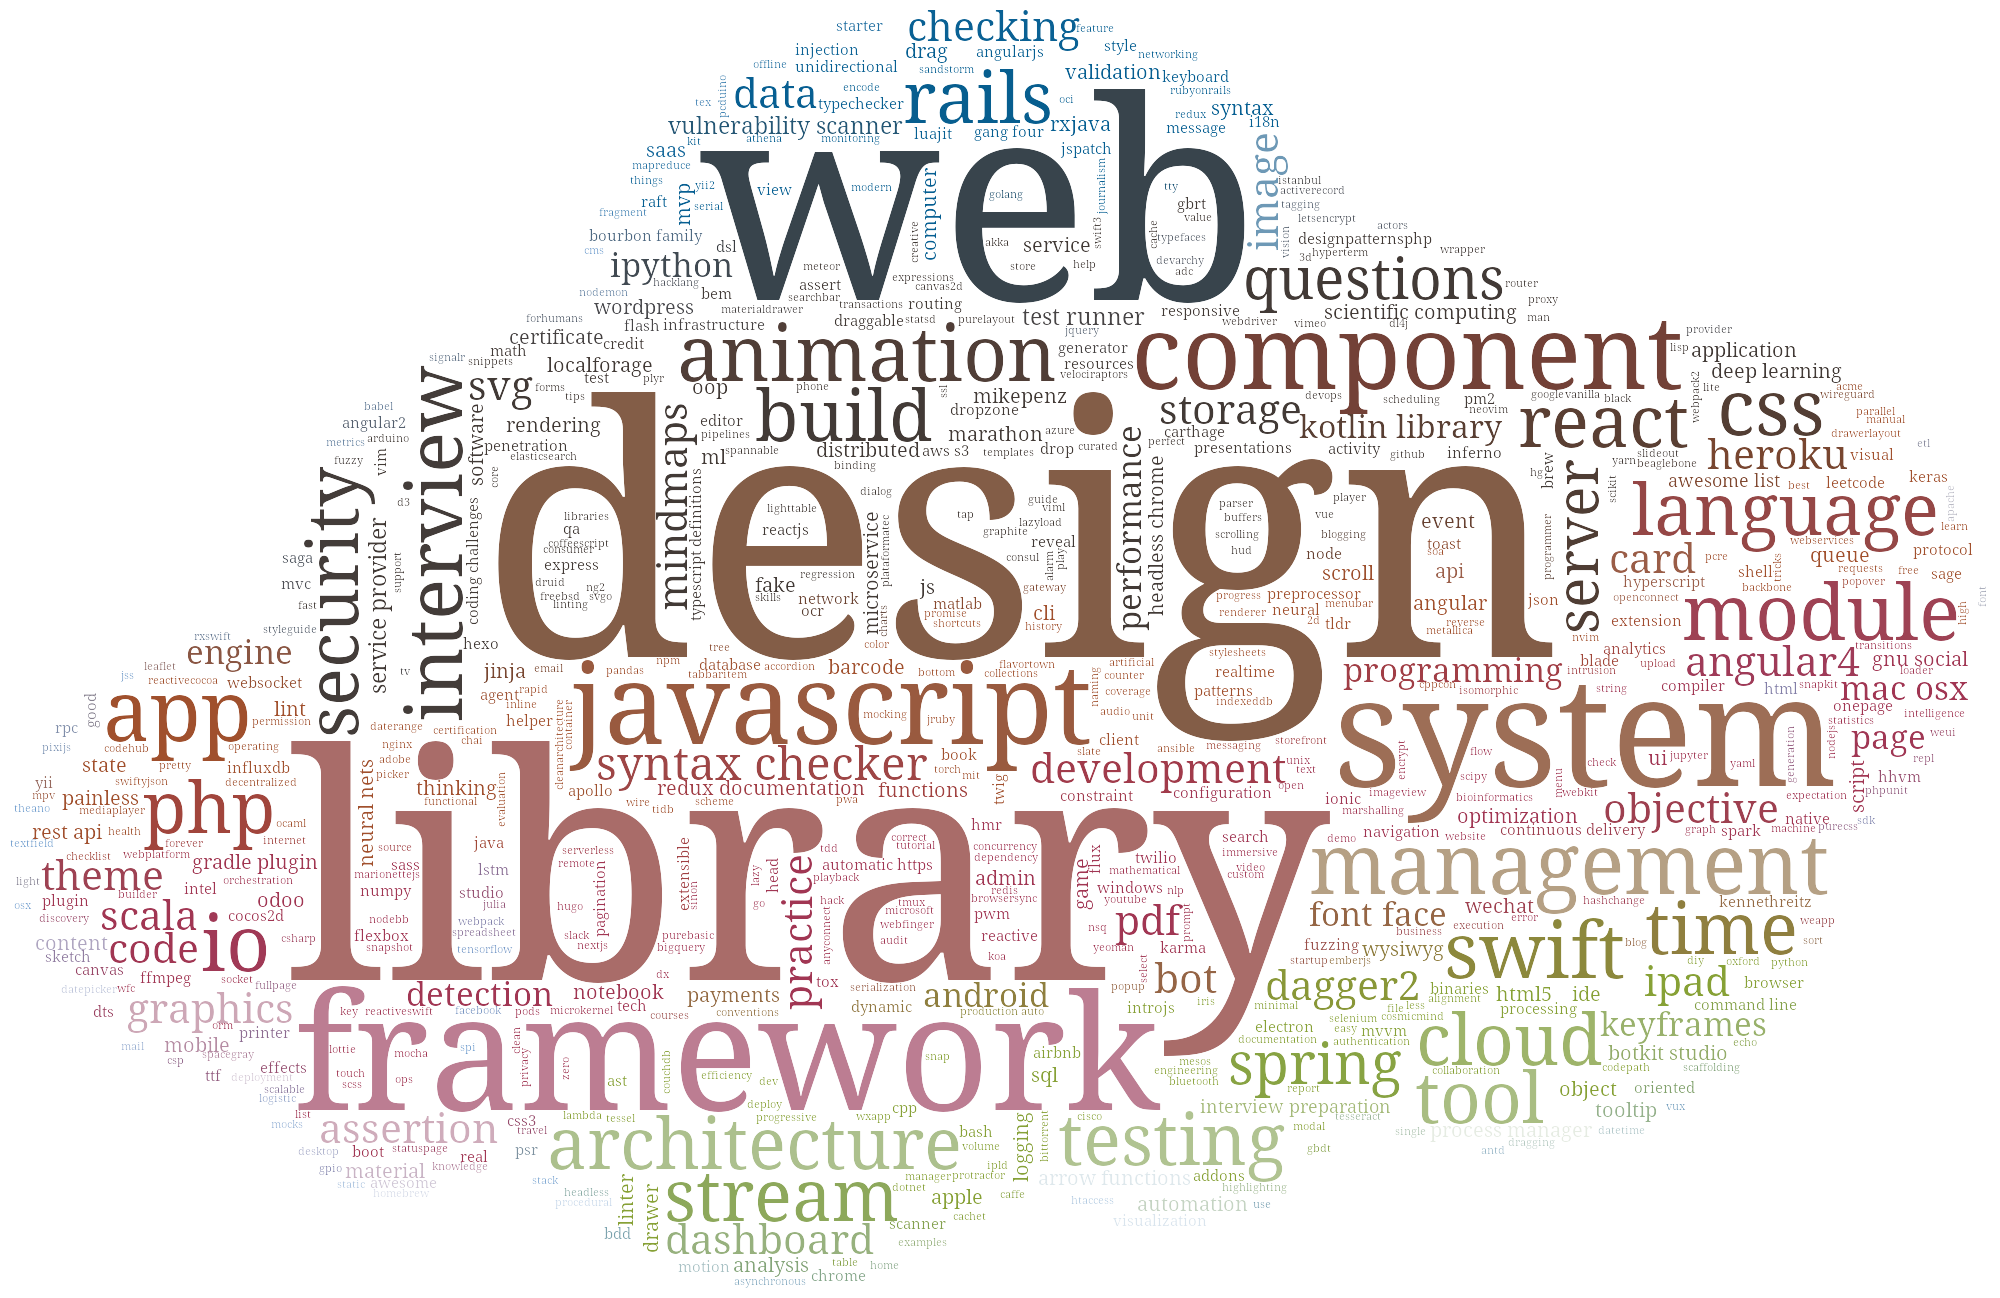 starter
checking
feature
injection
drag
angularjs
style
networking
offline
unidirectional
sandstorm
validation
keyboard
pcduino
data
encode
rails
rubyonrails
tex
typechecker
oci
redux
syntax
vulnerability scanner
luajit
gang four
rxjava
message
i18n
kit
athena
monitoring
jspatch
saas
web
image
mapreduce
things
mvp
yii2
view
modern
computer
golang
journalism
tty
istanbul
activerecord
raft
serial
gbrt
tagging
fragment
value
letsencrypt
actors
bourbon family
dsl
creative
akka
service
swift3
cache
typefaces
vision
designpatternsphp
wrapper
cms
ipython
meteor
store
help
devarchy
adc
3d
hyperterm
hacklang
assert
expressions
canvas2d
questions
router
nodemon
bem
searchbar
transactions
routing
proxy
wordpress
materialdrawer
responsive
scientific computing
forhumans
flash
infrastructure
draggable
statsd
purelayout
test runner
webdriver
vimeo
dl4j
man
certificate
credit
animation
jquery
component
provider
signalr
math
snippets
localforage
generator
resources
lisp
application
svg
forms
test
plyr
oop
phone
ssl
velociraptors
deep learning
tips
build
mikepenz
devops
scheduling
pm2
google
vanilla
black
webpack2
lite
css
acme
wireguard
babel
angular2
interview
software
rendering
design
mindmaps
editor
dropzone
storage
kotlin library
neovim
react
parallel
manual
metrics
arduino
penetration
pipelines
marathon
azure
carthage
drawerlayout
fuzzy
vim
elasticsearch
ml
spannable
distributed
aws s3
templates
drop
curated
performance
perfect
presentations
activity
github
inferno
heroku
visual
etl
security
core
binding
headless chrome
hg
brew
server
yarn
slideout
beaglebone
d3
coding challenges
typescript definitions
lighttable
dialog
guide
parser
player
scikit
awesome list
best
leetcode
keras
libraries
qa
coffeescript
consumer
reactjs
microservice
plataformatec
tap
viml
lazyload
buffers
vue
event
language
apache
learn
service provider
graphite
reveal
scrolling
blogging
toast
programmer
webservices
saga
express
regression
consul
alarm
play
hud
node
soa
card
pcre
queue
protocol
support
druid
ng2
fake
js
gateway
scroll
api
hyperscript
shell
tricks
requests
free
sage
mvc
freebsd
svgo
skills
network
matlab
progress
preprocessor
openconnect
backbone
popover
fast
linting
ocr
charts
promise
cli
renderer
neural
menubar
angular
json
module
high
font
styleguide
shortcuts
history
2d
tldr
reverse
metallica
extension
rxswift
hexo
tree
color
stylesheets
nvim
analytics
transitions
engine
leaflet
jinja
email
pandas
npm
database
accordion
barcode
flavortown
artificial
realtime
programming
blade
upload
angular4
gnu social
jss
reactivecocoa
websocket
tv
tabbaritem
bottom
collections
counter
cppcon
intrusion
loader
app
good
lint
agent
rapid
inline
javascript
naming
coverage
patterns
isomorphic
string
compiler
html
snapkit
mac osx
rpc
permission
daterange
helper
mocking
jruby
audio
unit
indexeddb
system
onepage
intelligence
pixijs
codehub
operating
nginx
certification
chai
cleanarchitecture
container
client
storefront
statistics
page
weui
state
pretty
influxdb
library
adobe
syntax checker
book
slate
ansible
messaging
encrypt
flow
check
ui
jupyter
nodejs
repl
yii
swiftyjson
decentralized
picker
thinking
apollo
torch
mit
development
unix
text
scipy
menu
yaml
generation
script
hhvm
mpv
theano
painless
mediaplayer
php
neural nets
functional
evaluation
redux documentation
functions
twig
constraint
configuration
open
imageview
ionic
bioinformatics
webkit
objective
expectation
phpunit
rest api
health
forever
ocaml
wire
tidb
scheme
pwa
marshalling
optimization
native
sdk
textfield
internet
source
java
correct
tutorial
hmr
search
demo
navigation
website
continuous delivery
graph
spark
machine
purecss
checklist
webplatform
serverless
tdd
concurrency
immersive
management
light
theme
gradle plugin
sass
lstm
remote
extensible
lazy
head
automatic https
dependency
flux
twilio
video
builder
orchestration
marionettejs
playback
admin
mathematical
custom
osx
plugin
intel
odoo
numpy
studio
pagination
sinon
practice
redis
game
windows
nlp
kennethreitz
discovery
scala
cocos2d
julia
hugo
go
hack
tmux
browsersync
youtube
font face
wechat
hashchange
nodebb
webpack
microsoft
pwm
pdf
prompt
business
execution
error
time
weapp
content
code
io
csharp
flexbox
spreadsheet
slack
purebasic
anyconnect
webfinger
nsq
fuzzing
wysiwyg
swift
blog
sort
sketch
snapshot
tensorflow
nextjs
bigquery
audit
reactive
yeoman
karma
startup
emberjs
diy
oxford
python
canvas
ffmpeg
socket
koa
select
bot
datepicker
wfc
fullpage
dx
tox
serialization
popup
dagger2
binaries
html5
ide
ipad
browser
graphics
detection
notebook
payments
android
iris
alignment
dts
key
reactiveswift
facebook
pods
microkernel
tech
courses
conventions
dynamic
production
auto
introjs
minimal
file
less
processing
command line
orm
printer
framework
selenium
cosmicmind
cloud
keyframes
mail
mobile
electron
easy
mvvm
echo
spacegray
lottie
mocha
spi
clean
documentation
authentication
csp
effects
privacy
zero
couchdb
snap
airbnb
mesos
spring
botkit studio
ttf
deployment
touch
scss
ops
ast
efficiency
dev
sql
engineering
bluetooth
collaboration
codepath
scaffolding
scalable
logistic
report
tool
object
oriented
list
deploy
interview preparation
tooltip
vux
mocks
assertion
css3
lambda
tessel
progressive
wxapp
cpp
cisco
tesseract
travel
architecture
bash
logging
bittorrent
testing
modal
single
process manager
datetime
desktop
boot
statuspage
real
psr
volume
gbdt
antd
dragging
gpio
material
knowledge
ipld
static
awesome
stack
manager
protractor
arrow functions
addons
highlighting
homebrew
headless
stream
dotnet
caffe
procedural
linter
apple
htaccess
automation
use
drawer
cachet
visualization
bdd
scanner
dashboard
examples
motion
analysis
table
home
asynchronous
chrome